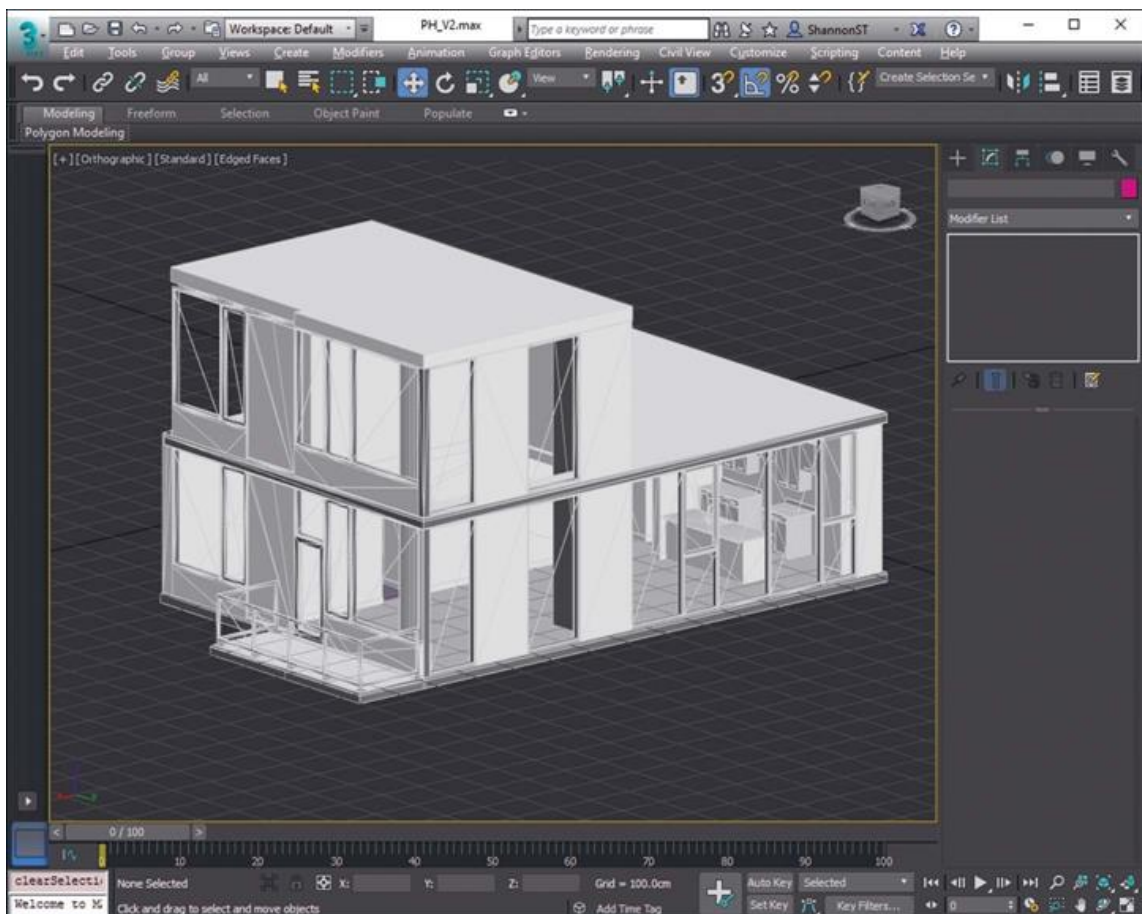 3
Workspace: Default
PH_V2.max
Type a keyword or phrase
ShannonST
Edit Tools Group Views Create Modifiers Animation Graph Editors Rendering Civil View Customize Scripting Content Help
All
View
Create Selection Se
Modeling Freeform Selection Object Paint Populate
Polygon Modeling
[+] [Orthographic] [Standard] [Edged Faces]
Modifier List
0 / 100
0 10 20 30 40 50 60 70 80 90 100
clearSelecti
None Selected
X:
Y:
Z:
Grid = 100.0cm
Auto Key
Selected
Welcome to M
Click and drag to select and move objects
Add Time Tag
Set Key
Key Filters...
0